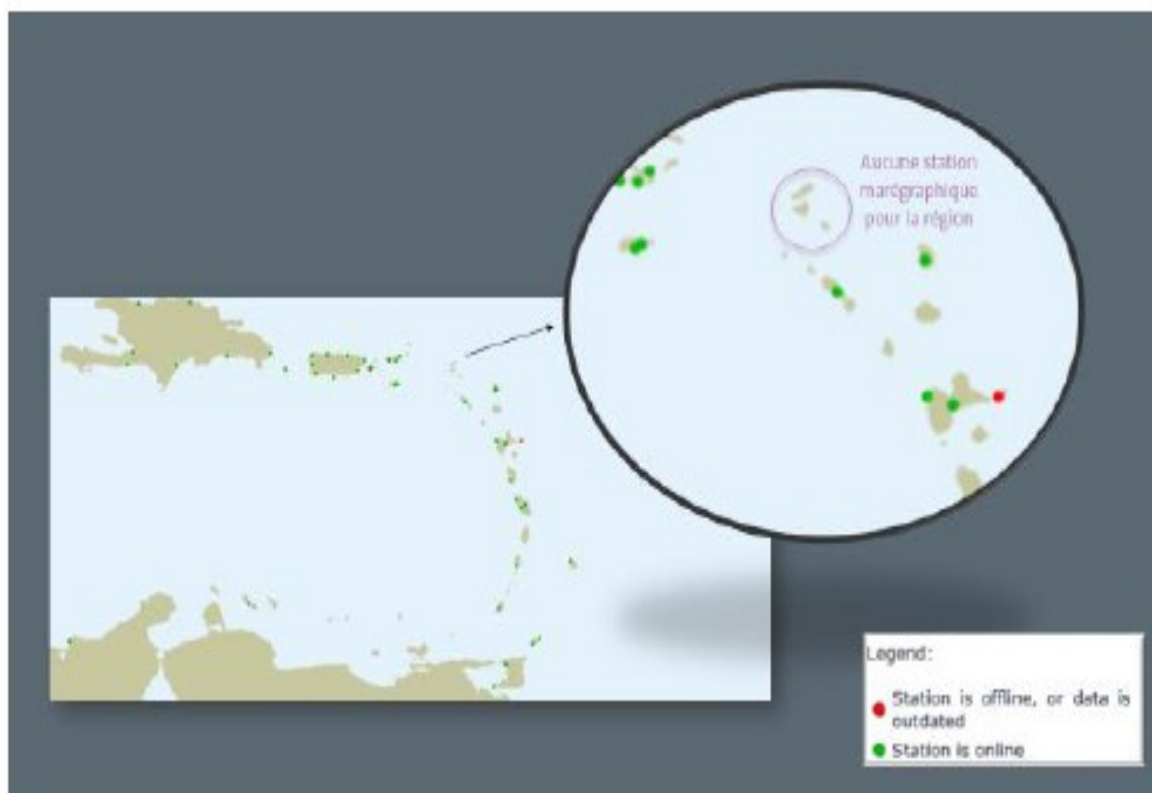 Aucune station
marégraphique
pour la région
Legend:
Station is offline, or data is
outdated
Station is online